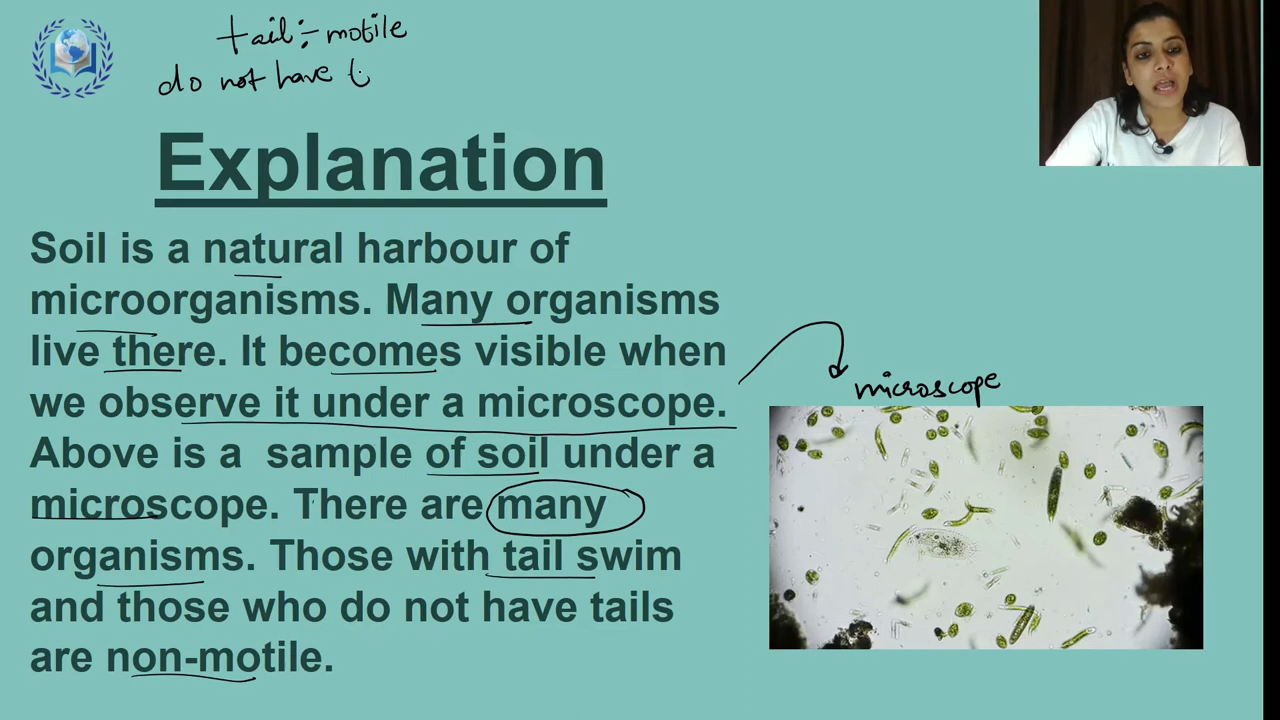 tail:- motile
do not have t
Explanation
Soil is a natural harbour of
microorganisms. Many organisms
live there. It becomes visible when
we observe it under a microscope.
Above is a sample of soil under a
microscope. There are many
organisms. Those with tail swim
and those who do not have tails
are non-motile.
microscope